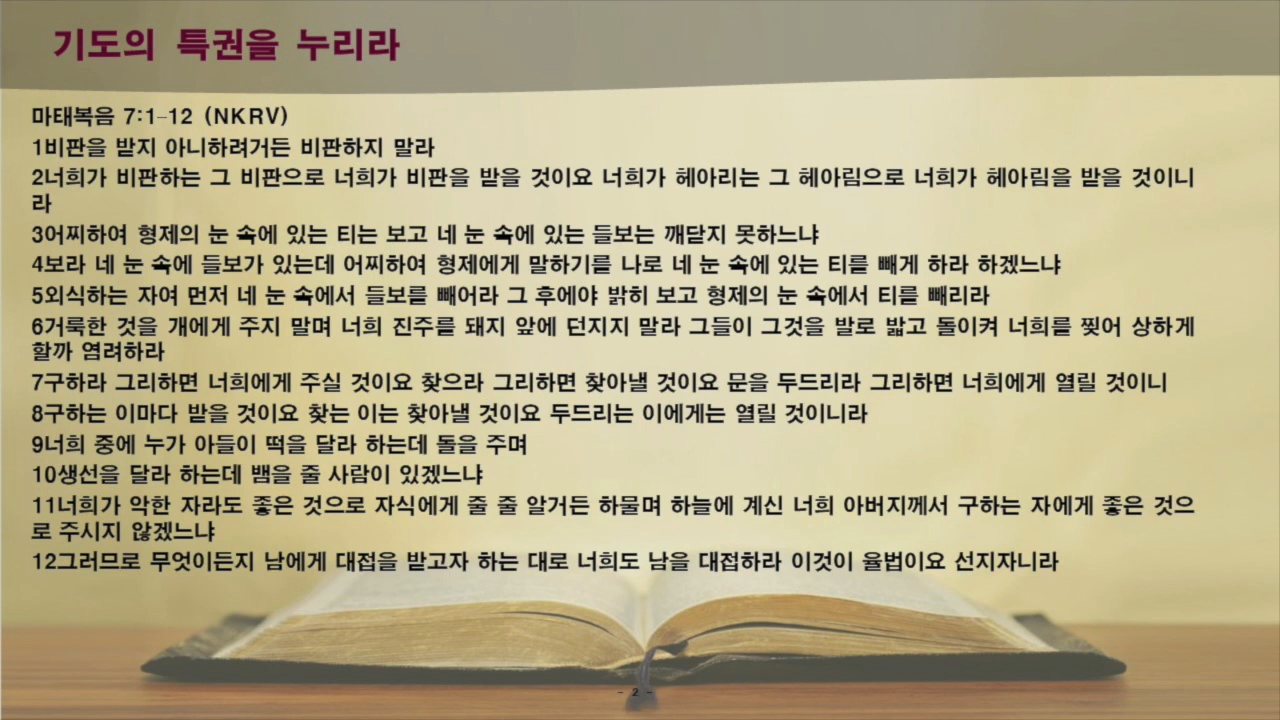 기도의 특권을 누리라
마태복음 7:1-12 (NKRV)
1비판을 받지 아니하려거든 비판하지 말라
2너희가 비판하는 그 비판으로 너희가 비판을 받을 것이요 너희가 헤아리는 그 헤아림으로 너희가 헤아림을 받을 것이니
라
3어찌하여 형제의 눈 속에 있는 티는 보고 네 눈 속에 있는 들보는 깨닫지 못하느냐
4보라 네 눈 속에 들보가 있는데 어찌하여 형제에게 말하기를 나로 네 눈 속에 있는 티를 빼게 하라 하겠느냐
5외식하는 자여 먼저 네 눈 속에서 들보를 빼어라 그 후에야 밝히 보고 형제의 눈 속에서 티를 빼리라
6거룩한 것을 개에게 주지 말며 너희 진주를 돼지 앞에 던지지 말라 그들이 그것을 발로 밟고 돌이켜 너희를 찢어 상하게
할까 염려하라
7구하라 그리하면 너희에게 주실 것이요 찾으라 그리하면 찾아낼 것이요 문을 두드리라 그리하면 너희에게 열릴 것이니
8구하는 이마다 받을 것이요 찾는 이는 찾아낼 것이요 두드리는 이에게는 열릴 것이니라
9너희 중에 누가 아들이 떡을 달라 하는데 돌을 주며
10생선을 달라 하는데 뱀을 줄 사람이 있겠느냐
11너희가 악한 자라도 좋은 것으로 자식에게 줄 줄 알거든 하물며 하늘에 계신 너희 아버지께서 구하는 자에게 좋은 것으
로 주시지 않겠느냐
12그러므로 무엇이든지 남에게 대접을 받고자 하는 대로 너희도 남을 대접하라 이것이 율법이요 선지자니라
- 2 -